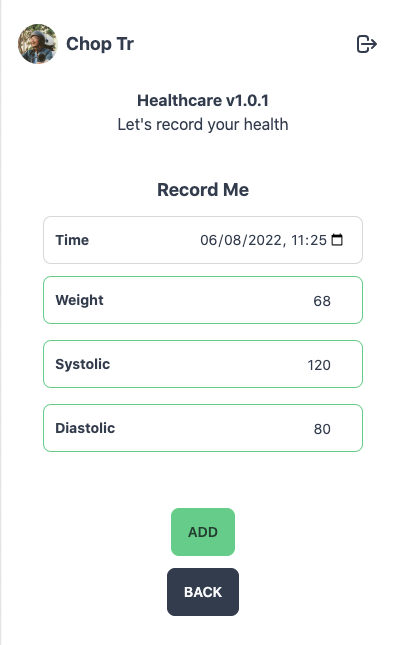 Chop Tr
Healthcare v1.0.1
Let's record your health
Record Me
Time 06/08/2022, 11:25
Weight 68
Systolic 120
Diastolic 80
ADD
BACK